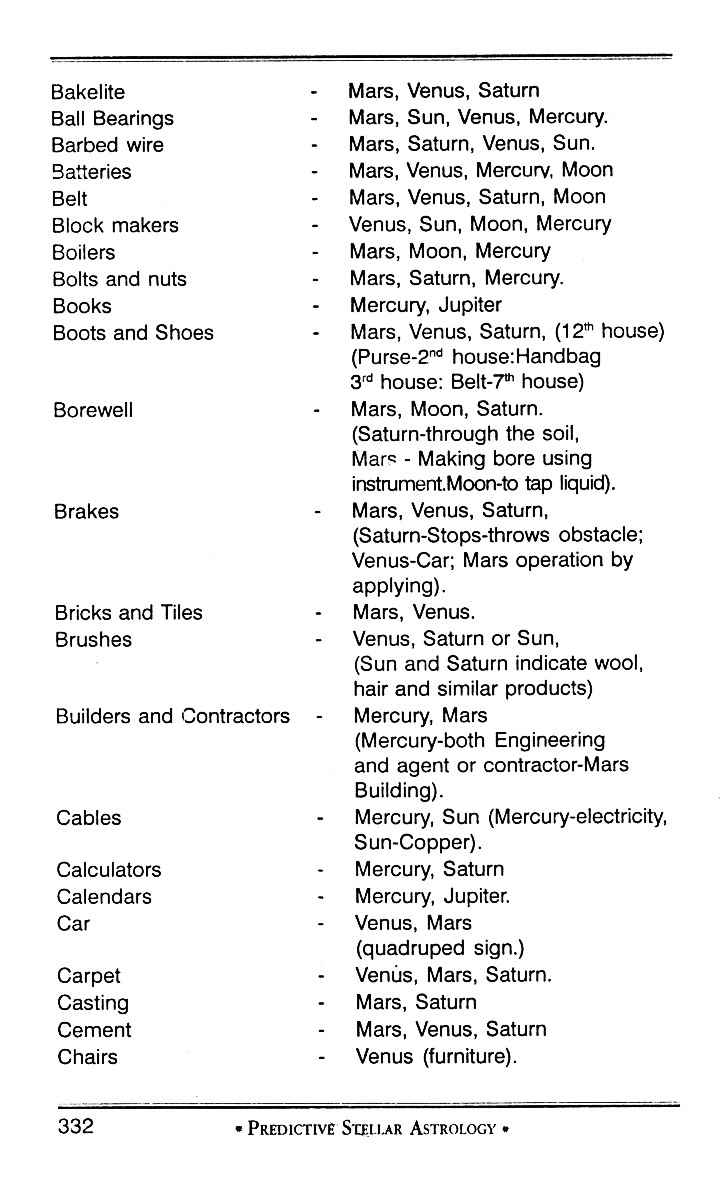 Bakelite - Mars, Venus, Saturn
Ball Bearings - Mars, Sun, Venus, Mercury.
Barbed wire - Mars, Saturn, Venus, Sun.
Batteries - Mars, Venus, Mercury, Moon
Belt - Mars, Venus, Saturn, Moon
Block makers - Venus, Sun, Moon, Mercury
Boilers - Mars, Moon, Mercury
Bolts and nuts - Mars, Saturn, Mercury.
Books - Mercury, Jupiter
Boots and Shoes - Mars, Venus, Saturn, (12th house)
(Purse-2nd house:Handbag
3rd house: Belt-7th house)
Borewell - Mars, Moon, Saturn.
(Saturn-through the soil,
Mars - Making bore using
instrument.Moon-to tap liquid).
Brakes - Mars, Venus, Saturn,
(Saturn-Stops-throws obstacle;
Venus-Car; Mars operation by
applying).
Bricks and Tiles - Mars, Venus.
Brushes - Venus, Saturn or Sun,
(Sun and Saturn indicate wool,
hair and similar products)
Builders and Contractors - Mercury, Mars
(Mercury-both Engineering
and agent or contractor-Mars
Building).
Cables - Mercury, Sun (Mercury-electricity,
Sun-Copper).
Calculators - Mercury, Saturn
Calendars - Mercury, Jupiter.
Car - Venus, Mars
(quadruped sign.)
Carpet - Venus, Mars, Saturn.
Casting - Mars, Saturn
Cement - Mars, Venus, Saturn
Chairs - Venus (furniture).
332 • PREDICTIVE STELLAR ASTROLOGY •